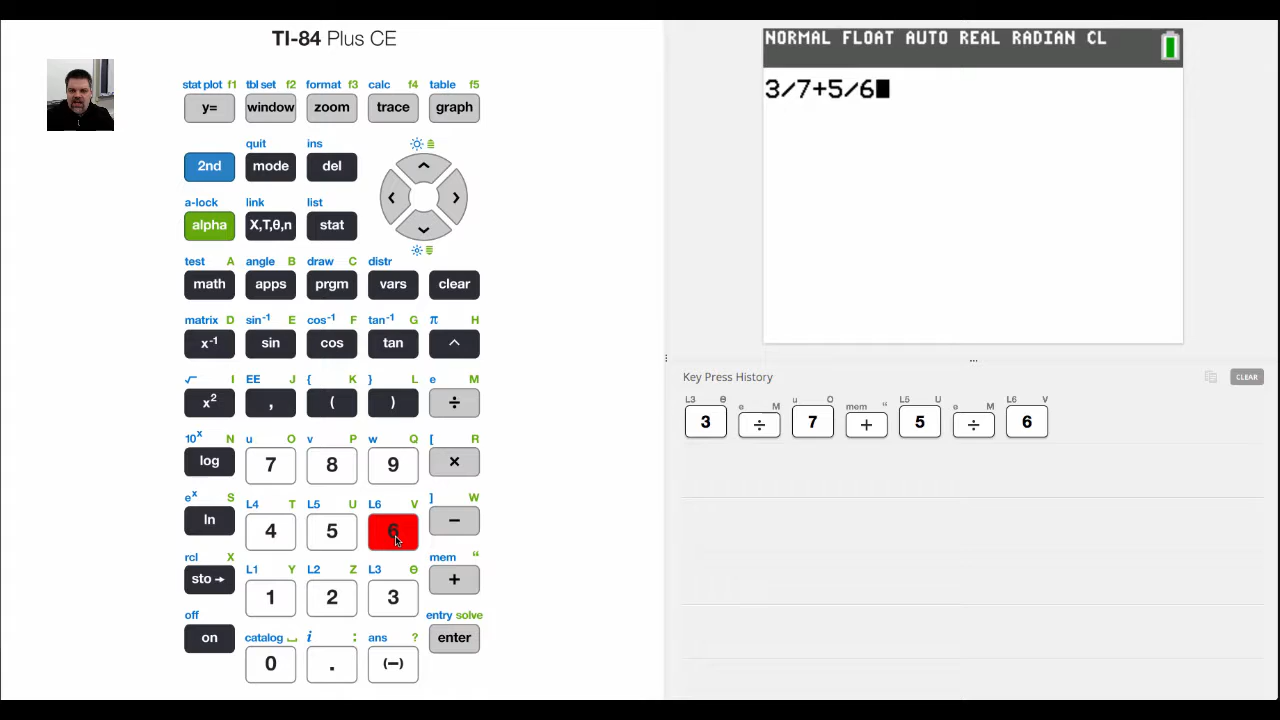 TI-84 Plus CE
stat plot f1 tbl set f2 format f3 calc f4 table f5
y= window zoom trace graph
quit ins
2nd mode del
a-lock link list
alpha X,T,θ,n stat
test A angle B draw C distr
math apps prgm vars clear
matrix D sin-1 E cos-1 F tan-1 G π H
x-1 sin cos tan ^
√ I EE J { K } L e M
x2 , ( ) ÷
10x N u O v P w Q [ R
log 7 8 9 ×
ex S L4 T L5 U L6 V ] W
ln 4 5 6 −
rcl X L1 Y L2 Z L3 θ mem “
sto→ 1 2 3 +
off catalog ⎵ i : ans ? entry solve
on 0 . (−) enter
NORMAL FLOAT AUTO REAL RADIAN CL
3/7+5/6
Key Press History CLEAR
L3 θ e M u O mem “ L5 U e M L6 V
3 ÷ 7 + 5 ÷ 6